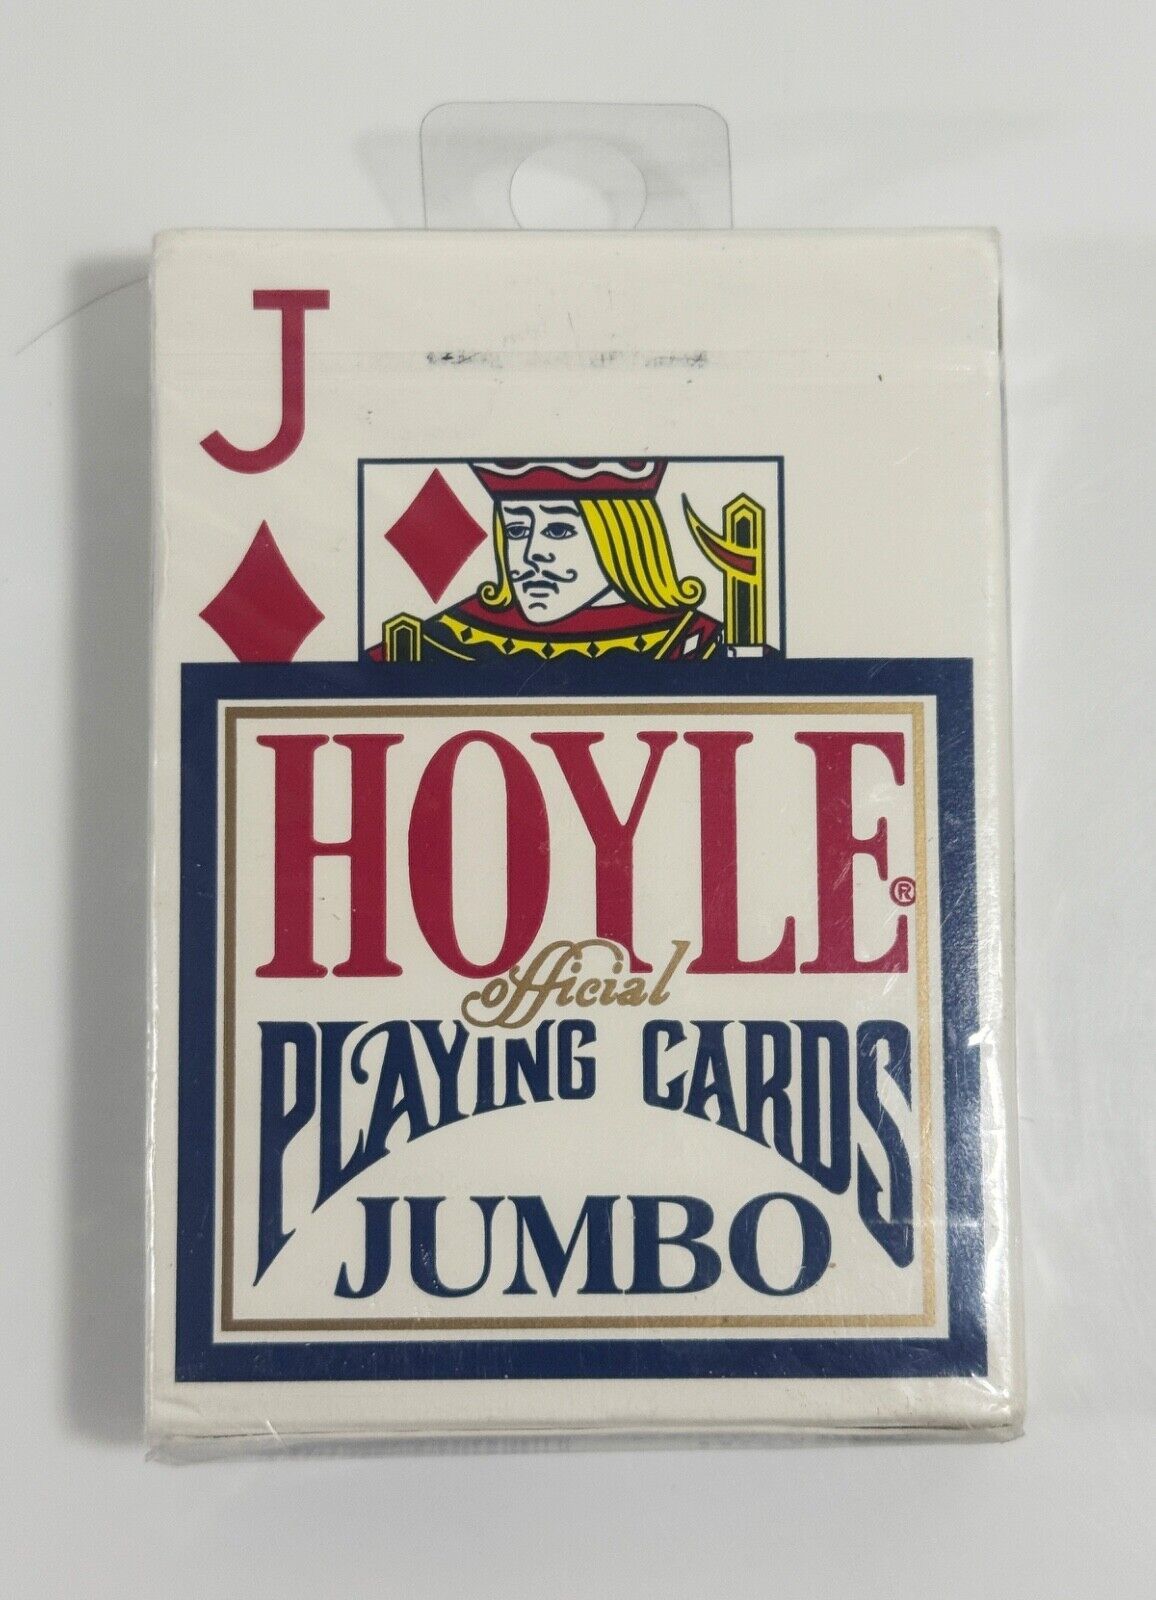 J
HOYLE®
official
PLAYING CARDS
JUMBO